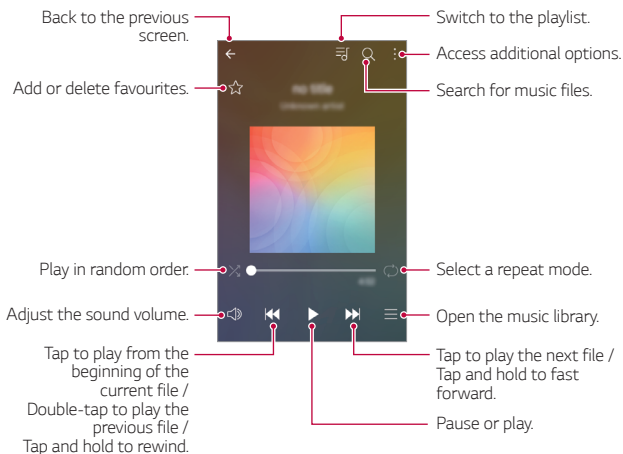 Back to the previous
screen.
Switch to the playlist.
Access additional options.
Add or delete favourites.
Search for music files.
no title
Unknown artist
Play in random order.
Select a repeat mode.
Adjust the sound volume.
Open the music library.
Tap to play from the
beginning of the
current file /
Double-tap to play the
previous file /
Tap and hold to rewind.
Tap to play the next file /
Tap and hold to fast
forward.
Pause or play.